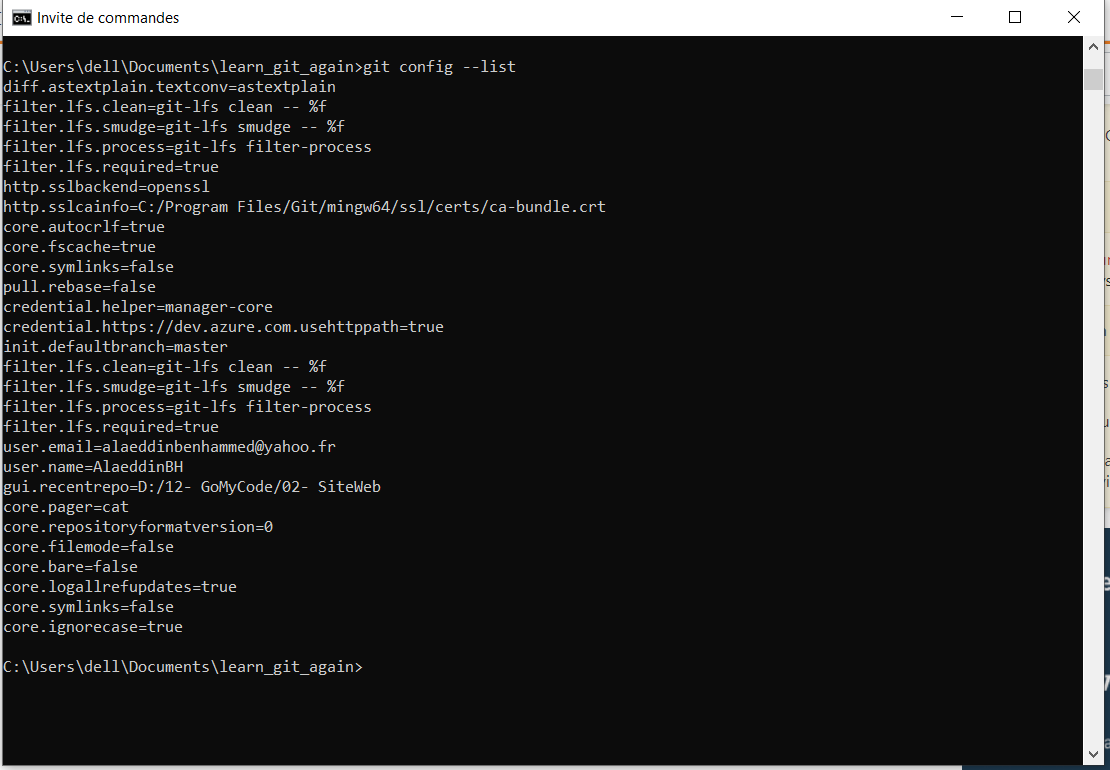 Invite de commandes
C:\Users\dell\Documents\learn_git_again>git config --list
diff.astextplain.textconv=astextplain
filter.lfs.clean=git-lfs clean -- %f
filter.lfs.smudge=git-lfs smudge -- %f
filter.lfs.process=git-lfs filter-process
filter.lfs.required=true
http.sslbackend=openssl
http.sslcainfo=C:/Program Files/Git/mingw64/ssl/certs/ca-bundle.crt
core.autocrlf=true
core.fscache=true
core.symlinks=false
pull.rebase=false
credential.helper=manager-core
credential.https://dev.azure.com.usehttppath=true
init.defaultbranch=master
filter.lfs.clean=git-lfs clean -- %f
filter.lfs.smudge=git-lfs smudge -- %f
filter.lfs.process=git-lfs filter-process
filter.lfs.required=true
user.email=alaeddinbenhammed@yahoo.fr
user.name=AlaeddinBH
gui.recentrepo=D:/12- GoMyCode/02- SiteWeb
core.pager=cat
core.repositoryformatversion=0
core.filemode=false
core.bare=false
core.logallrefupdates=true
core.symlinks=false
core.ignorecase=true
C:\Users\dell\Documents\learn_git_again>